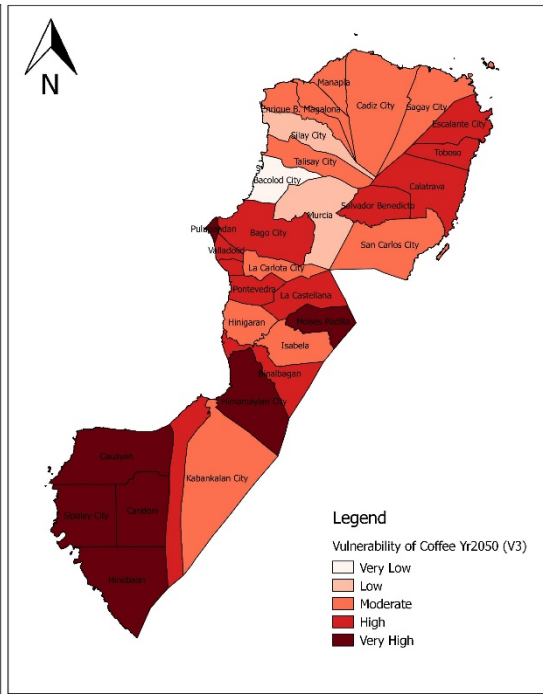 N
Manapla
Cadiz City
Sagay City
Enrique B. Magalona
Escalante City
Silay City
Toboso
Talisay City
Bacolod City
Calatrava
Salvador Benedicto
Murcia
Pulupandan
Bago City
San Carlos City
Valladolid
La Carlota City
Pontevedra
La Castellana
Hinigaran
Moises Padilla
Isabela
Binalbagan
Himamaylan City
Cauayan
Kabankalan City
Sipalay City
Candoni
Hinobaan
Legend
Vulnerability of Coffee Yr2050 (V3)
Very Low
Low
Moderate
High
Very High